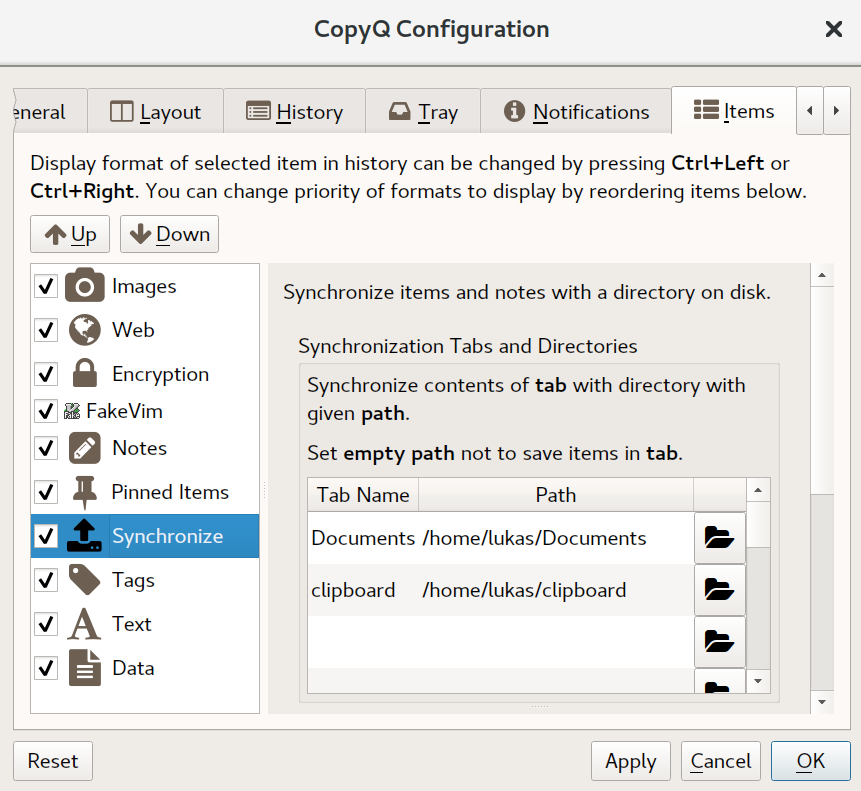 CopyQ Configuration
eneral
Layout
History
Tray
Notifications
Items
Display format of selected item in history can be changed by pressing Ctrl+Left or
Ctrl+Right. You can change priority of formats to display by reordering items below.
Up
Down
Images
Web
Encryption
FakeVim
Notes
Pinned Items
Synchronize
Tags
Text
Data
Synchronize items and notes with a directory on disk.
Synchronization Tabs and Directories
Synchronize contents of tab with directory with
given path.
Set empty path not to save items in tab.
Tab Name Path
Documents /home/lukas/Documents
clipboard /home/lukas/clipboard
Reset
Apply
Cancel
OK